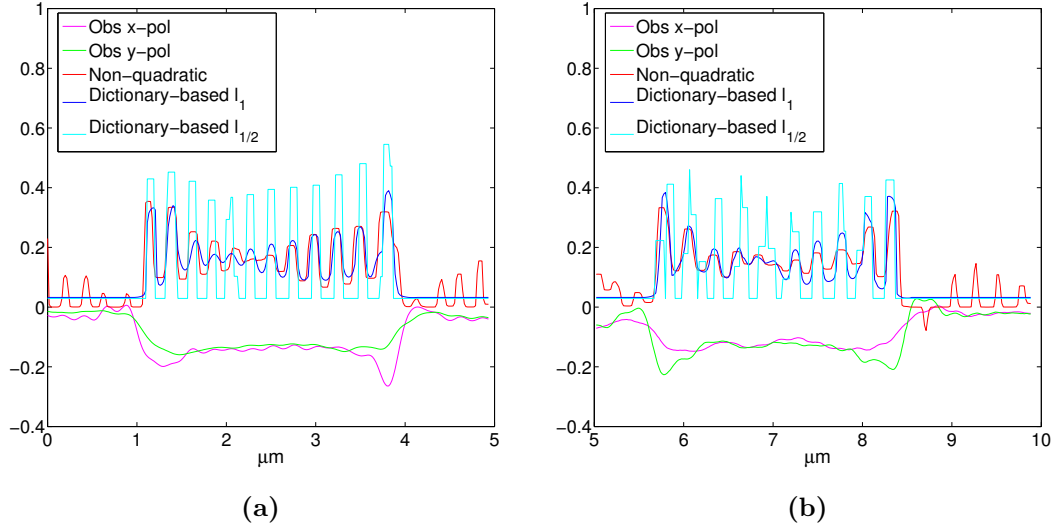 1
0.8
0.6
0.4
0.2
0
−0.2
−0.4
0 1 2 3 4 5
μm
Obs x−pol
Obs y−pol
Non−quadratic
Dictionary−based l1
Dictionary−based l1/2
(a)
1
0.8
0.6
0.4
0.2
0
−0.2
−0.4
5 6 7 8 9 10
μm
Obs x−pol
Obs y−pol
Non−quadratic
Dictionary−based l1
Dictionary−based l1/2
(b)